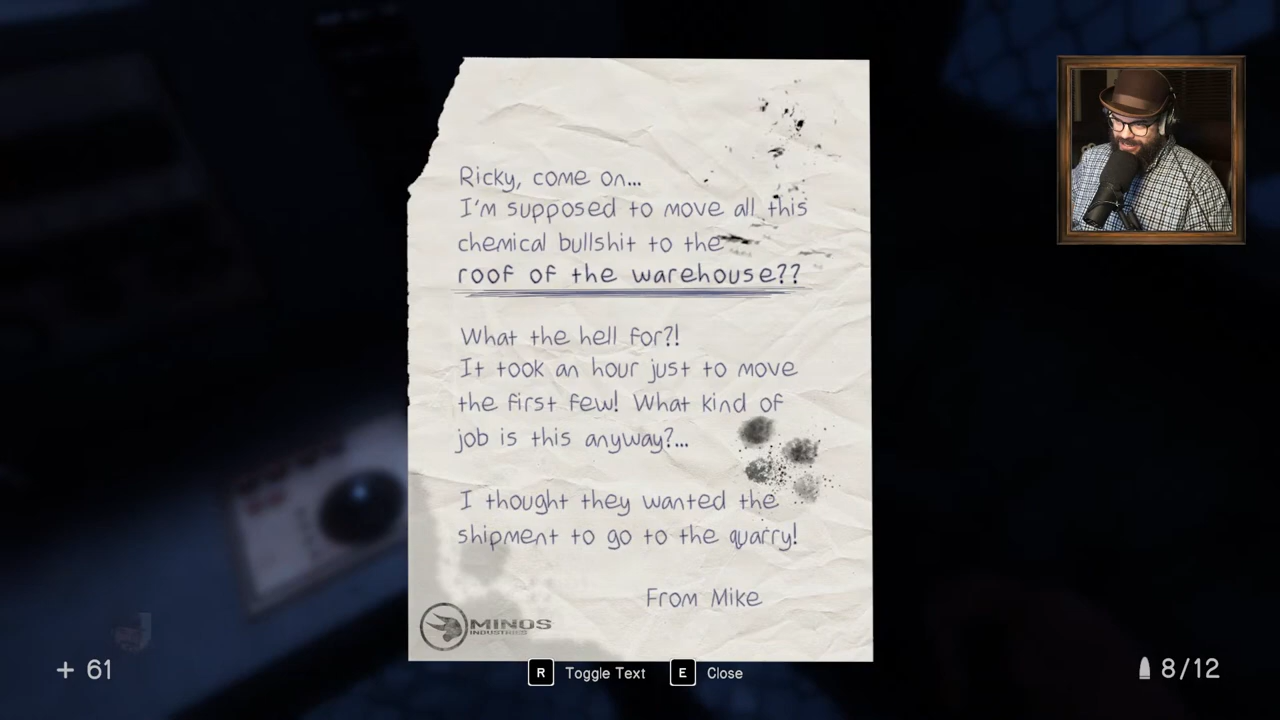 Ricky, come on...
I'm supposed to move all this
chemical bullshit to the
roof of the warehouse??
What the hell for?!
It took an hour just to move
the first few! What kind of
job is this anyway?...
I thought they wanted the
shipment to go to the quarry!
From Mike
MINOS
INDUSTRIES
+ 61
R Toggle Text E Close
8/12